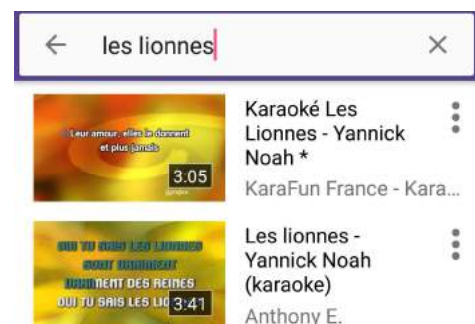 les lionnes
Leur amour, elles le donnent
et plus jamais
3:05
Karaoké Les
Lionnes - Yannick
Noah *
KaraFun France - Kara...
OUI TU SAIS LES LIONNES
SONT VRAIMENT
VRAIMENT DES REINES
OUI TU SAIS LES LIO
3:41
Les lionnes -
Yannick Noah
(karaoke)
Anthony E.